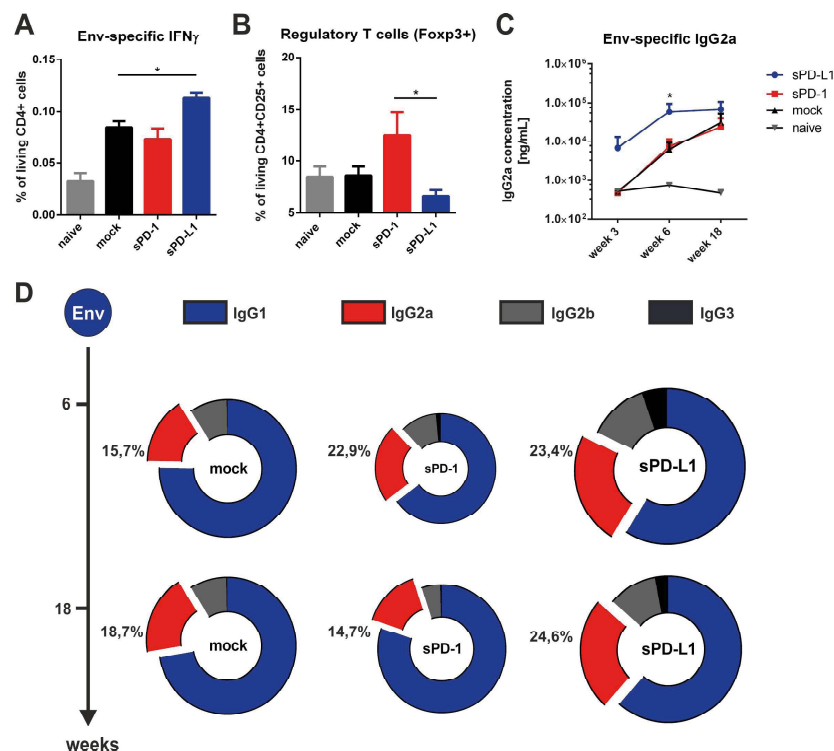 A
Env-specific IFNγ
% of living CD4+ cells
0.15
0.10
0.05
0.00
*
naive
mock
sPD-1
sPD-L1
B
Regulatory T cells (Foxp3+)
% of living CD4+CD25+ cells
20
15
10
5
*
naive
mock
sPD-1
sPD-L1
C
Env-specific IgG2a
IgG2a concentration
[ng/mL]
1.0×10⁶
1.0×10⁵
1.0×10⁴
1.0×10³
1.0×10²
*
week 3
week 6
week 18
sPD-L1
sPD-1
mock
naive
D
Env
IgG1
IgG2a
IgG2b
IgG3
6
15,7%
mock
22,9%
sPD-1
23,4%
sPD-L1
18
18,7%
mock
14,7%
sPD-1
24,6%
sPD-L1
weeks